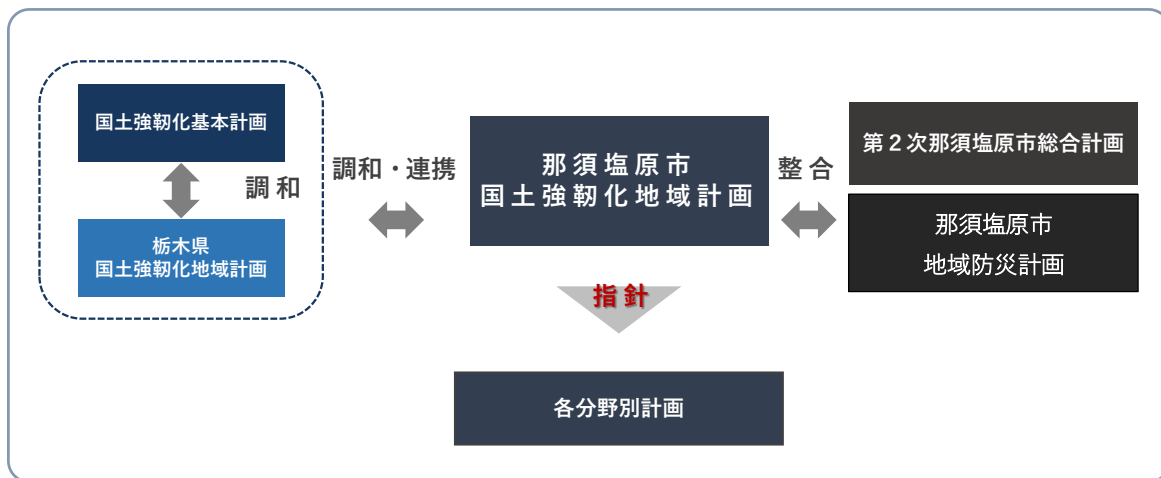 国土強靭化基本計画
調和
栃木県
国土強靭化地域計画
調和・連携
那須塩原市
国土強靭化地域計画
整合
第２次那須塩原市総合計画
那須塩原市
地域防災計画
指針
各分野別計画